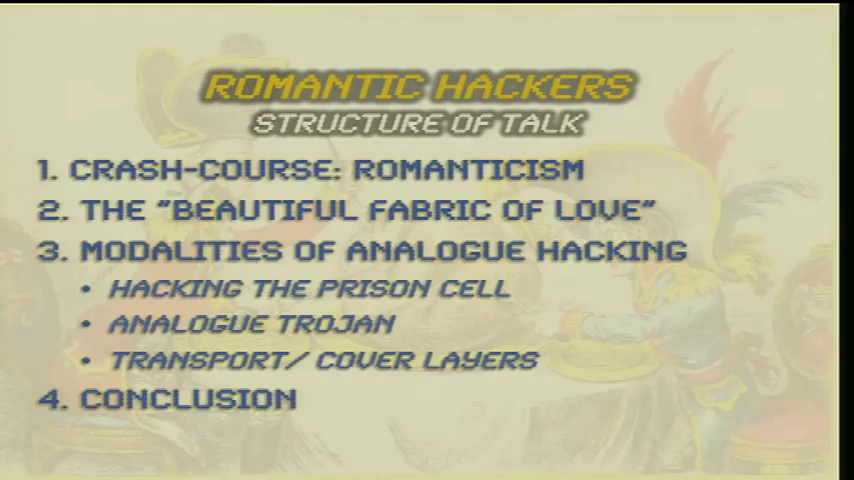 ROMANTIC HACKERS
STRUCTURE OF TALK
1. CRASH-COURSE: ROMANTICISM
2. THE "BEAUTIFUL FABRIC OF LOVE"
3. MODALITIES OF ANALOGUE HACKING
• HACKING THE PRISON CELL
• ANALOGUE TROJAN
• TRANSPORT/ COVER LAYERS
4. CONCLUSION